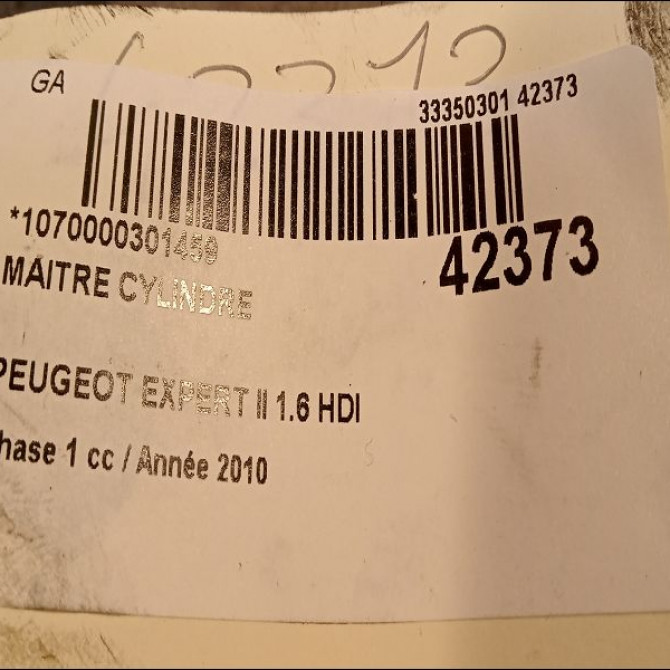 GA
33350301 42373
*1070000301459
42373
MAITRE CYLINDRE
PEUGEOT EXPERT II 1.6 HDI
hase 1 cc / Année 2010